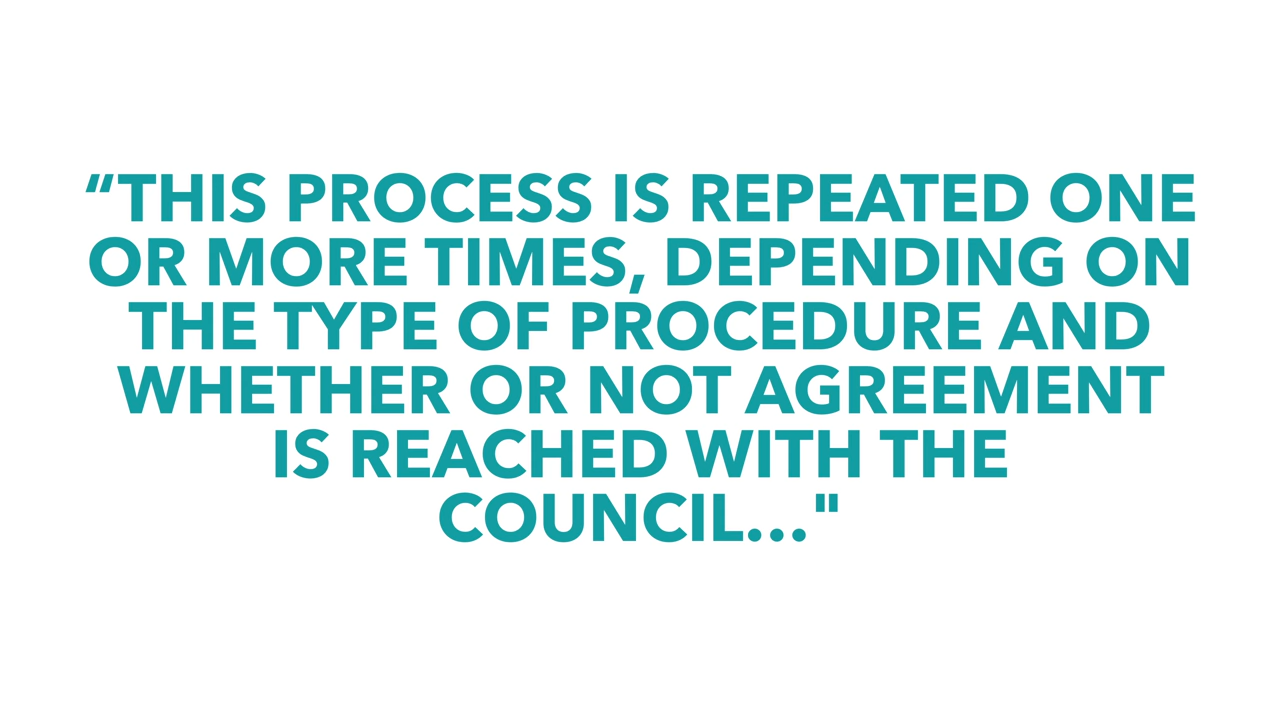 “THIS PROCESS IS REPEATED ONE
OR MORE TIMES, DEPENDING ON
THE TYPE OF PROCEDURE AND
WHETHER OR NOT AGREEMENT
IS REACHED WITH THE
COUNCIL..."